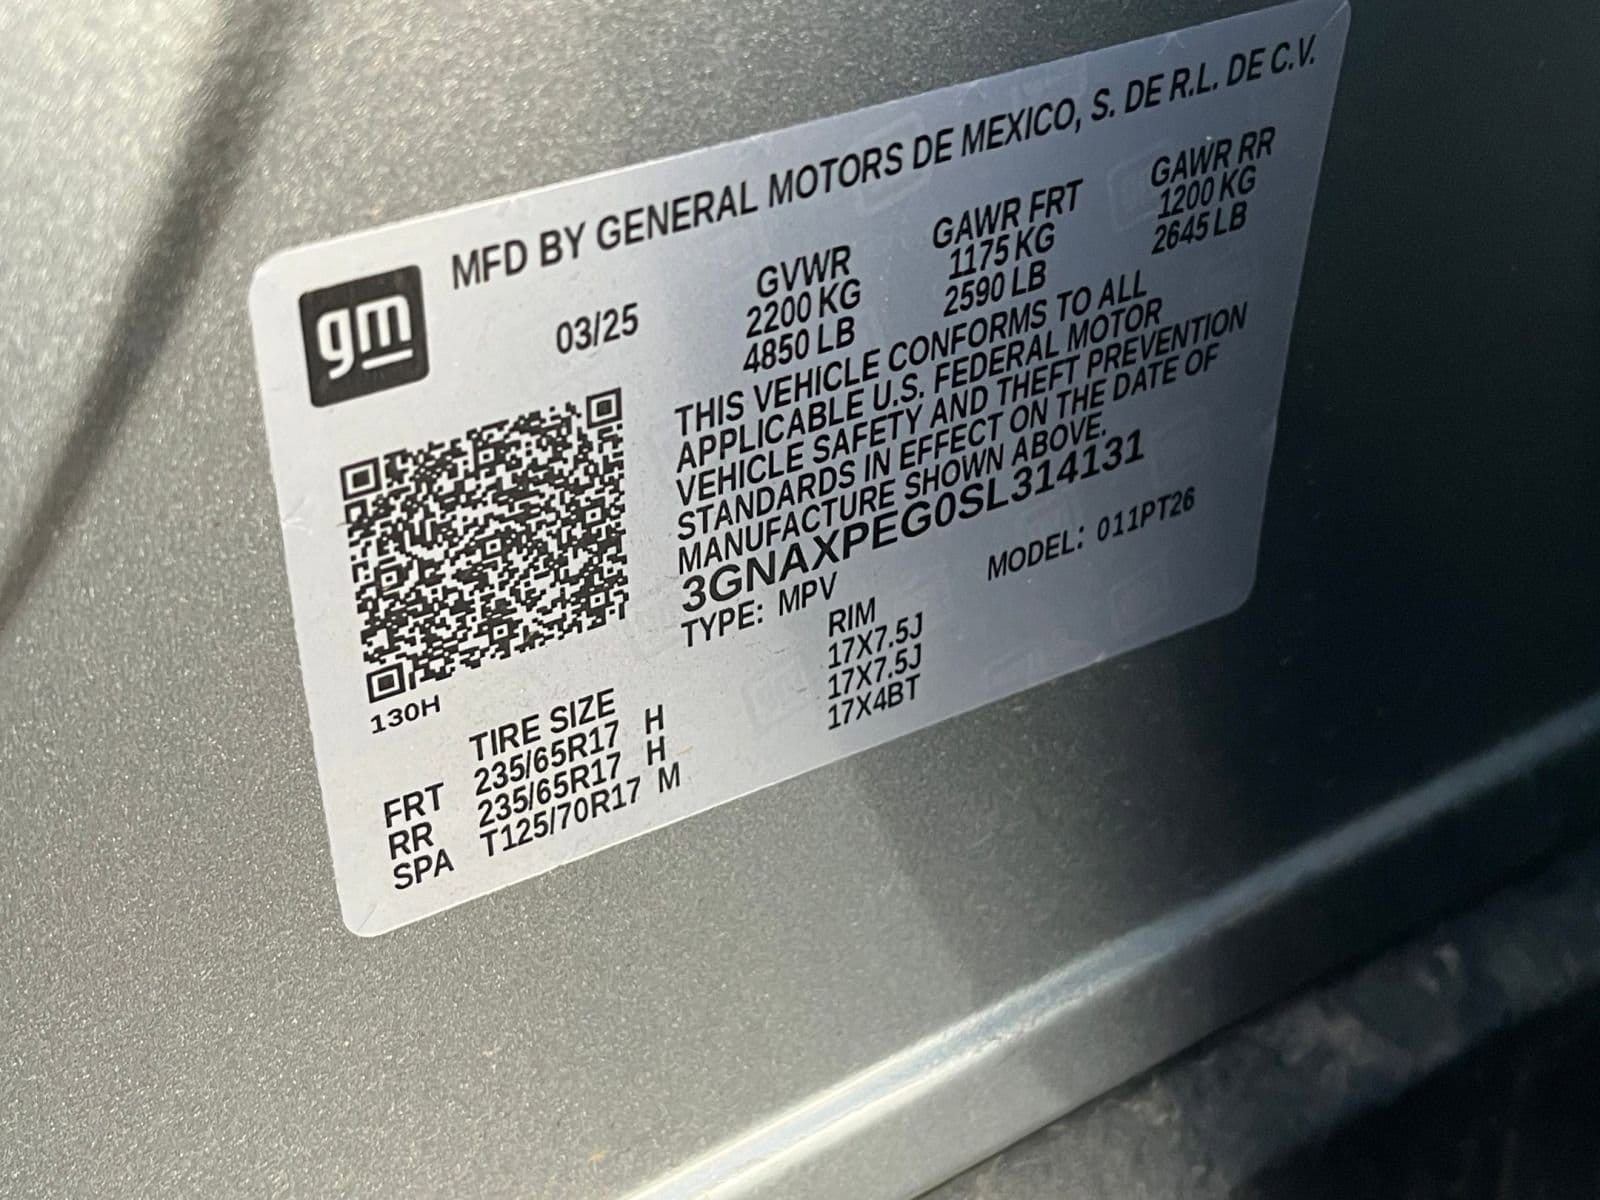 gm
MFD BY GENERAL MOTORS DE MEXICO, S. DE R.L. DE C.V.
03/25
GVWR
2200 KG
4850 LB
GAWR FRT
1175 KG
2590 LB
GAWR RR
1200 KG
2645 LB
THIS VEHICLE CONFORMS TO ALL
APPLICABLE U.S. FEDERAL MOTOR
VEHICLE SAFETY AND THEFT PREVENTION
STANDARDS IN EFFECT ON THE DATE OF
MANUFACTURE SHOWN ABOVE.
3GNAXPEG0SL314131
TYPE: MPV MODEL: 011PT26
130H
TIRE SIZE RIM
FRT 235/65R17 H 17X7.5J
RR 235/65R17 H 17X7.5J
SPA T125/70R17 M 17X4BT